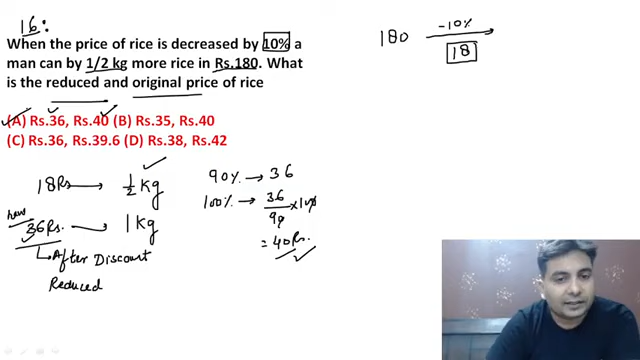 16:
When the price of rice is decreased by 10% a
man can by 1/2 kg more rice in Rs.180. What
is the reduced and original price of rice
(A) Rs.36, Rs.40 (B) Rs.35, Rs.40
(C) Rs.36, Rs.39.6 (D) Rs.38, Rs.42
180 -10%
18
18Rs → 1/2 Kg
new
36Rs. → 1Kg
After Discount
Reduced
90% → 36
100% → 36/90 × 100
= 40 Rs.